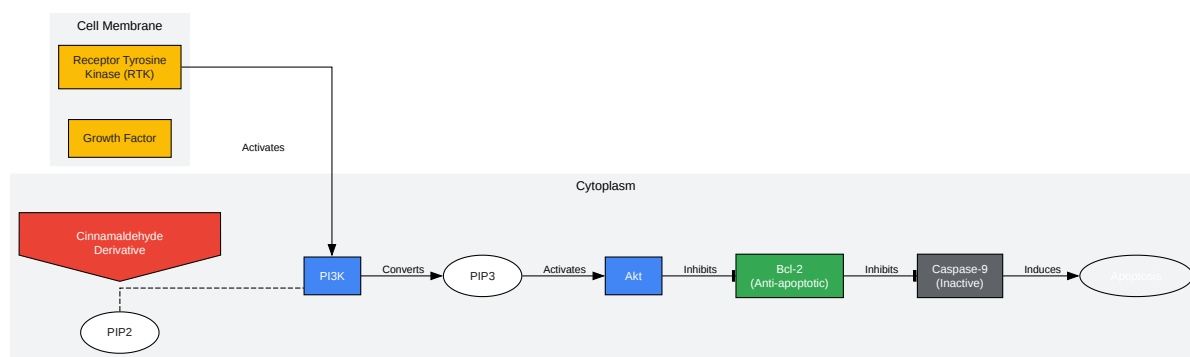 Cell Membrane
Receptor Tyrosine
Kinase (RTK)
Growth Factor
Activates
Cytoplasm
Cinnamaldehyde
Derivative
PI3K
Converts
PIP3
Activates
Akt
Inhibits
Bcl-2
(Anti-apoptotic)
Inhibits
Caspase-9
(Inactive)
Induces
Apoptosis
PIP2